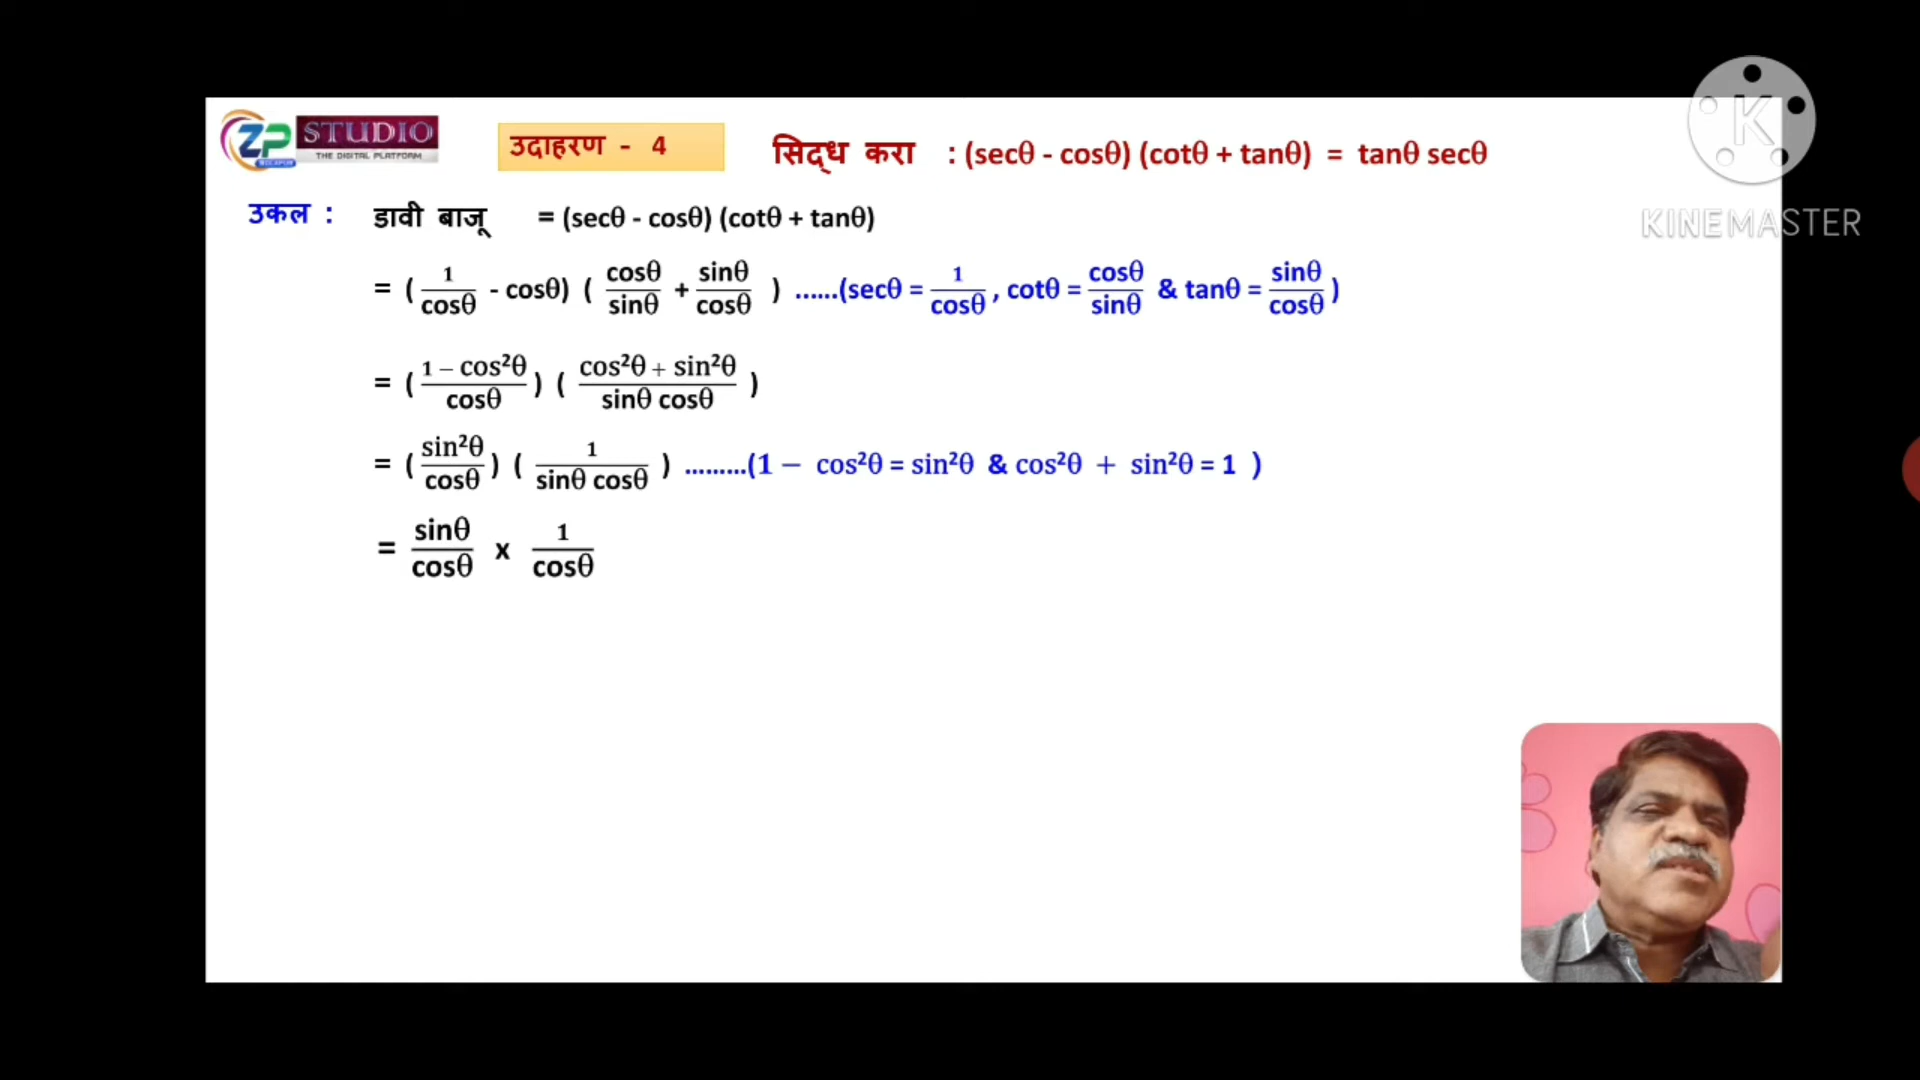 ZP STUDIO
THE DIGITAL PLATFORM
SOLAPUR
उदाहरण - 4
सिद्ध करा : (secθ - cosθ) (cotθ + tanθ) = tanθ secθ
KINEMASTER
उकल : डावी बाजू = (secθ - cosθ) (cotθ + tanθ)
= ( 1/cosθ - cosθ) ( cosθ/sinθ + sinθ/cosθ ) ......(secθ = 1/cosθ , cotθ = cosθ/sinθ & tanθ = sinθ/cosθ )
= ( 1 – cos²θ/cosθ ) ( cos²θ + sin²θ/sinθ cosθ )
= ( sin²θ/cosθ ) ( 1/sinθ cosθ ) .........(1 – cos²θ = sin²θ & cos²θ + sin²θ = 1 )
= sinθ/cosθ x 1/cosθ